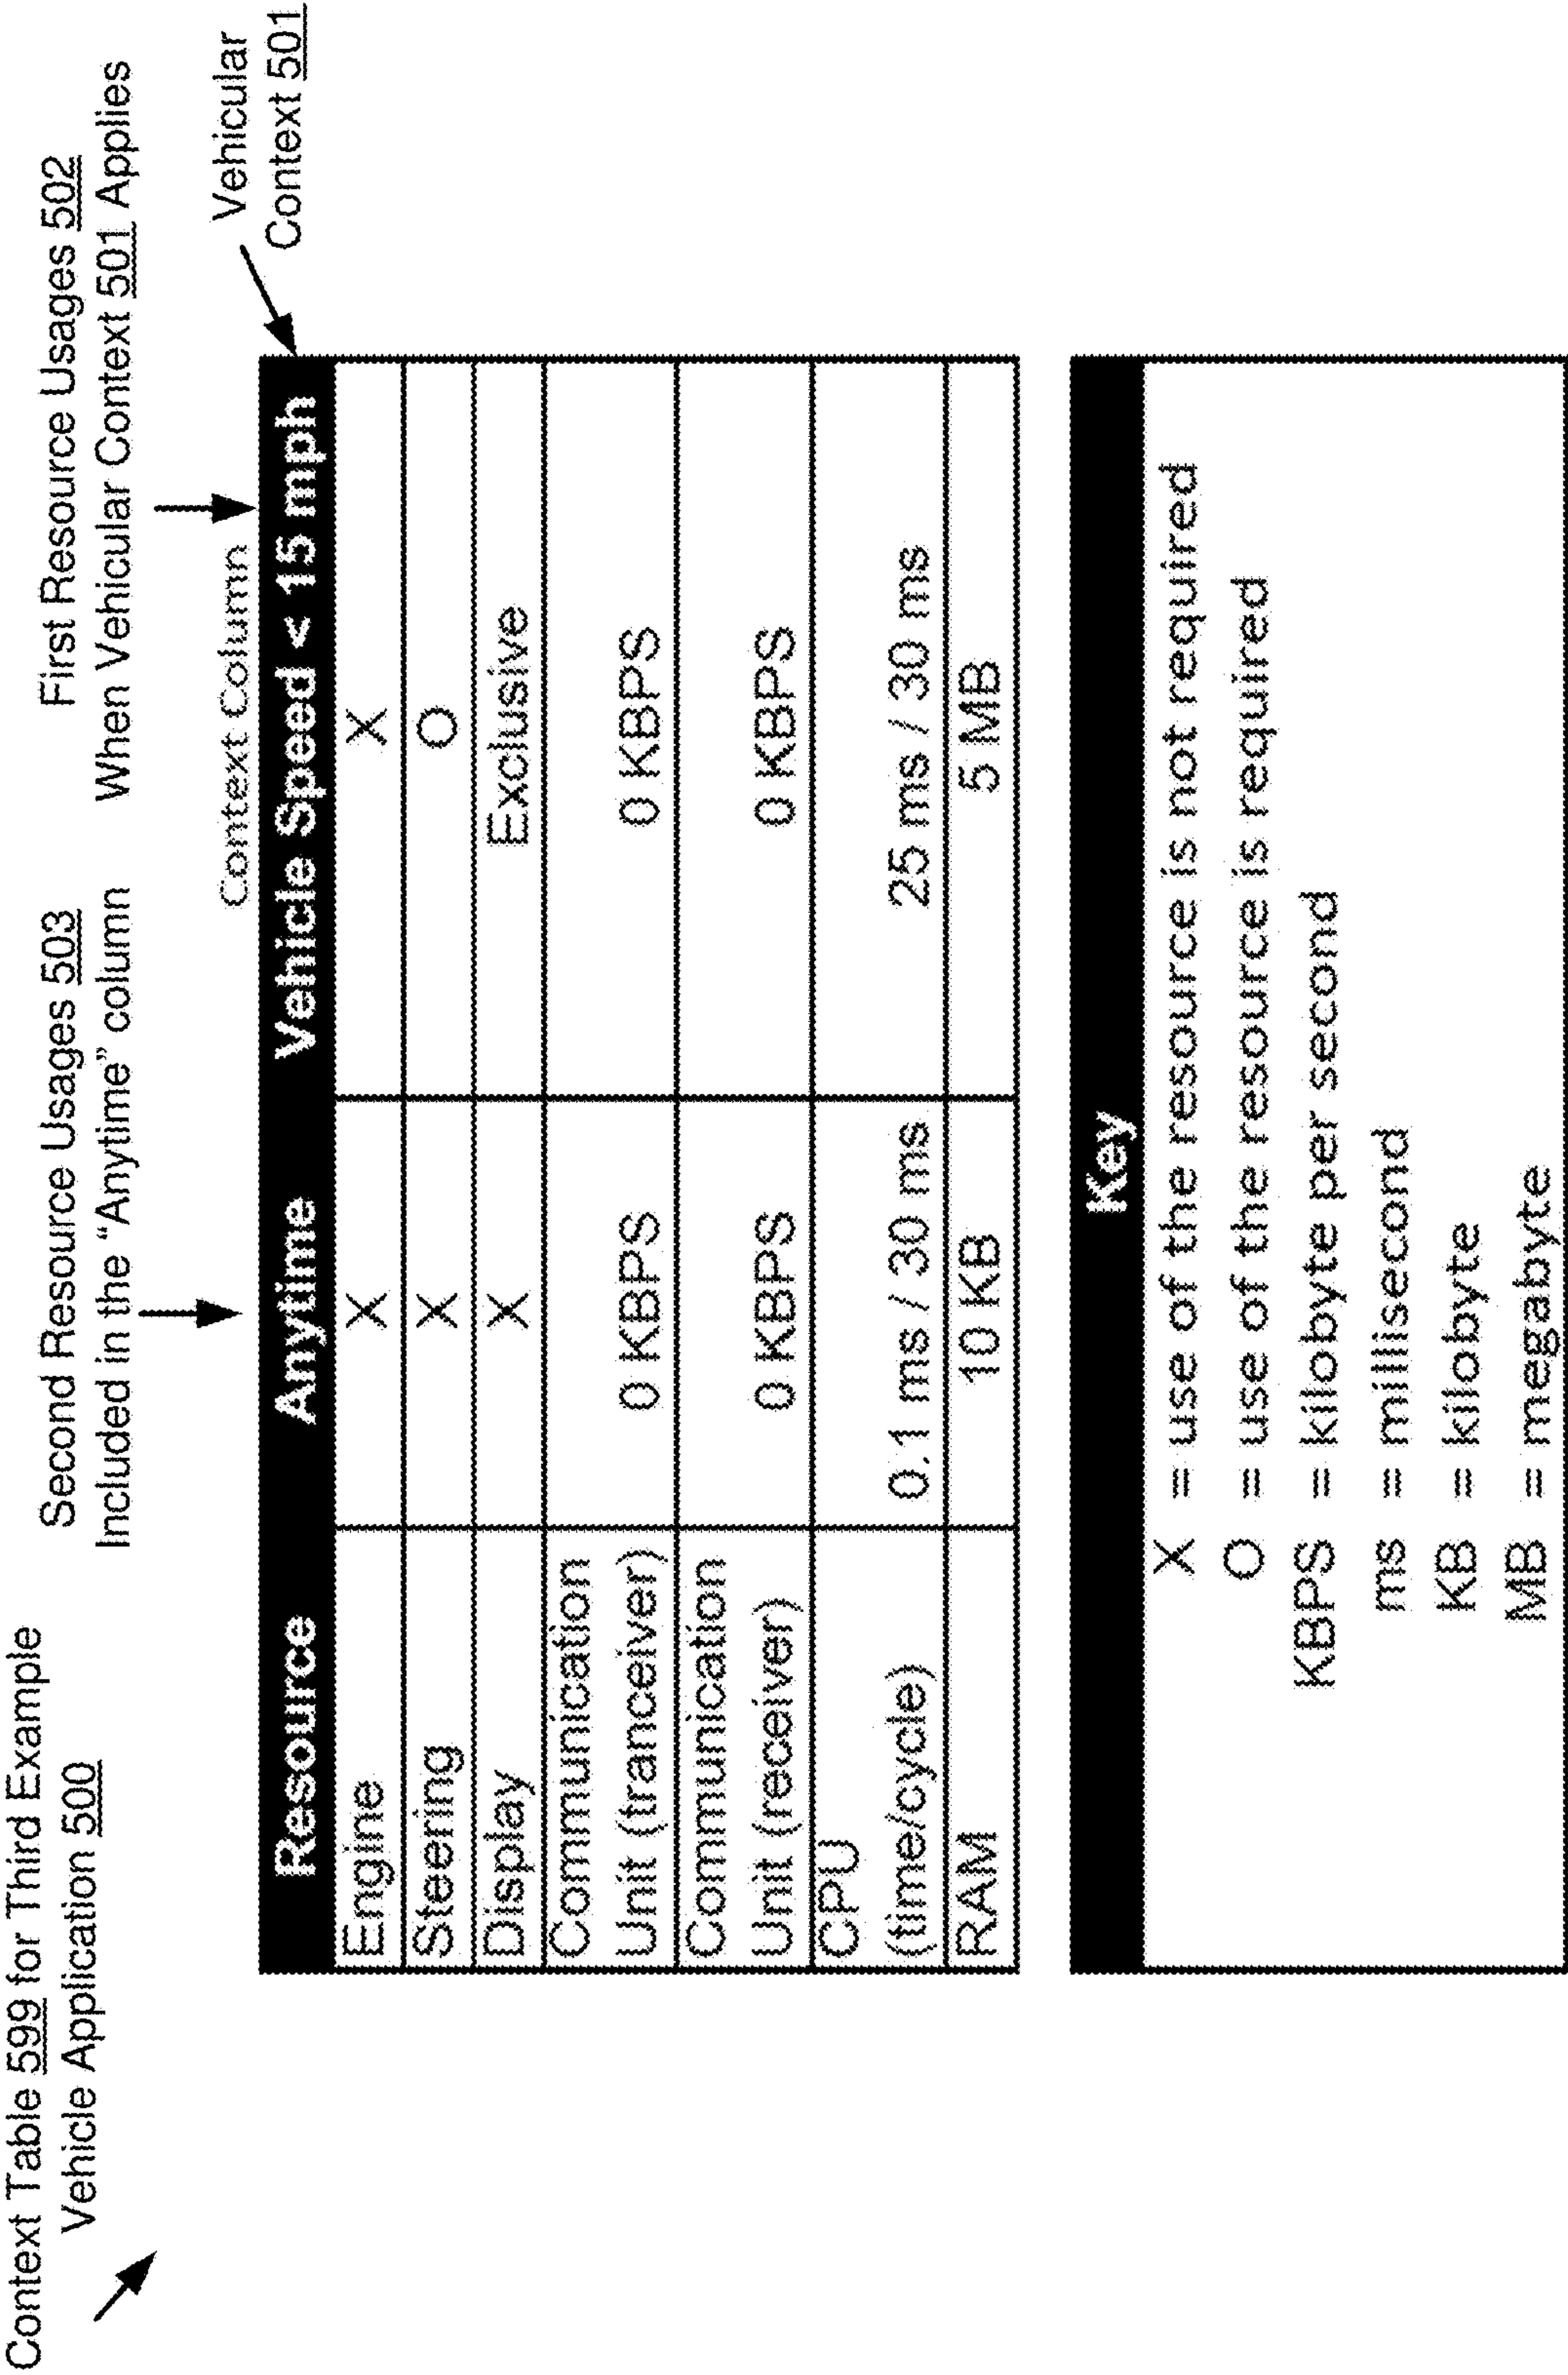 Context Table 599 for Third Example
Vehicle Application 500
Second Resource Usages 503
Included in the "Anytime" column
First Resource Usages 502
When Vehicular Context 501 Applies
Vehicular
Context 501
Context Column
Resource Anytime Vehicle Speed < 15 mph
Engine X X
Steering X O
Display X Exclusive
Communication
Unit (tranceiver) 0 KBPS 0 KBPS
Communication
Unit (receiver) 0 KBPS 0 KBPS
CPU
(time/cycle) 0.1 ms / 30 ms 25 ms / 30 ms
RAM 10 KB 5 MB
Key
X = use of the resource is not required
O = use of the resource is required
KBPS = kilobyte per second
ms = millisecond
KB = kilobyte
MB = megabyte